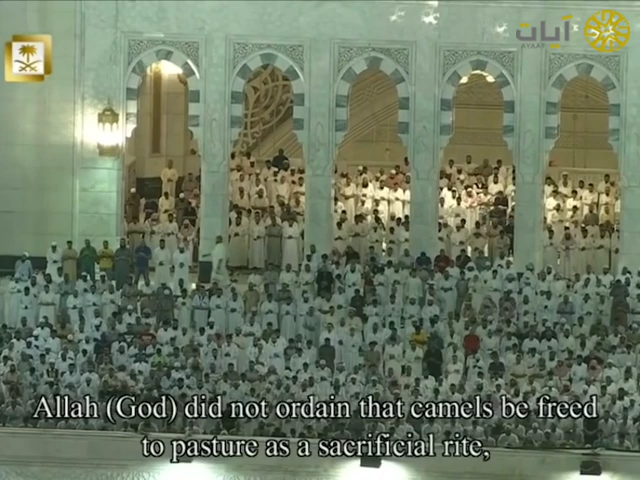 آيات
AYAAT
Allah (God) did not ordain that camels be freed
to pasture as a sacrificial rite,